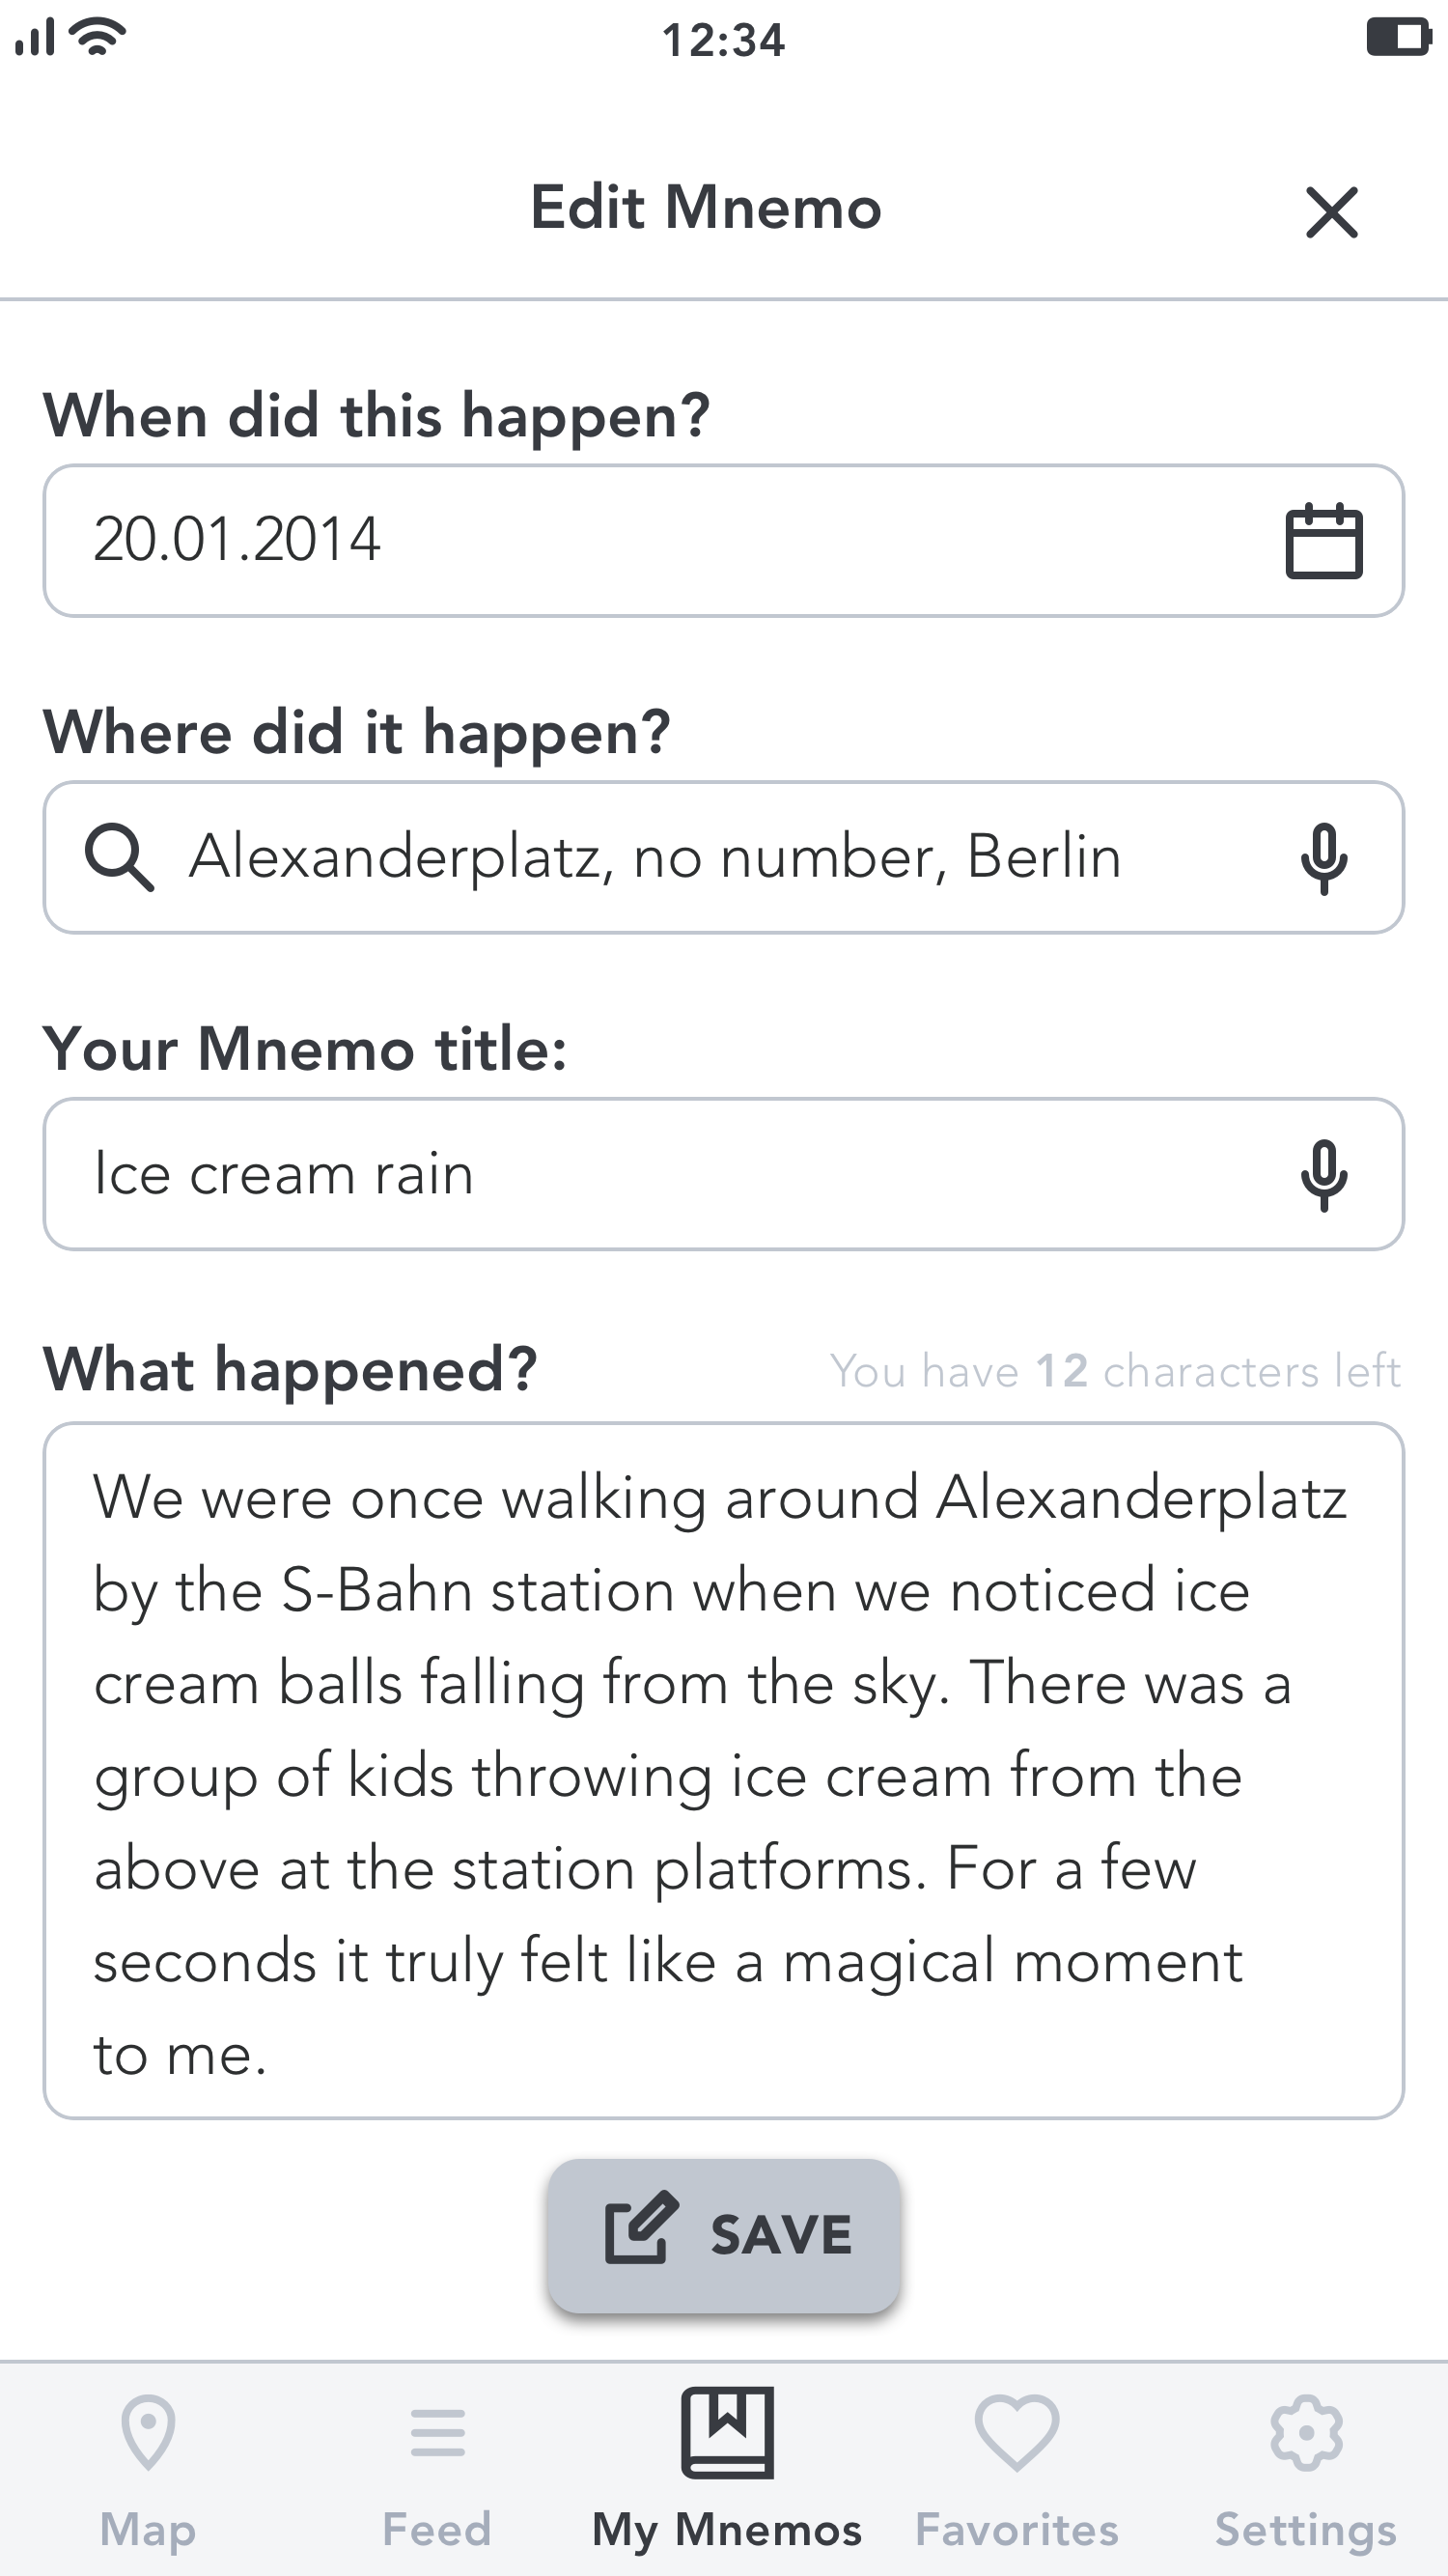 12:34
Edit Mnemo
When did this happen?
20.01.2014
Where did it happen?
Alexanderplatz, no number, Berlin
Your Mnemo title:
Ice cream rain
What happened?
You have 12 characters left
We were once walking around Alexanderplatz
by the S-Bahn station when we noticed ice
cream balls falling from the sky. There was a
group of kids throwing ice cream from the
above at the station platforms. For a few
seconds it truly felt like a magical moment
to me.
SAVE
Map Feed My Mnemos Favorites Settings